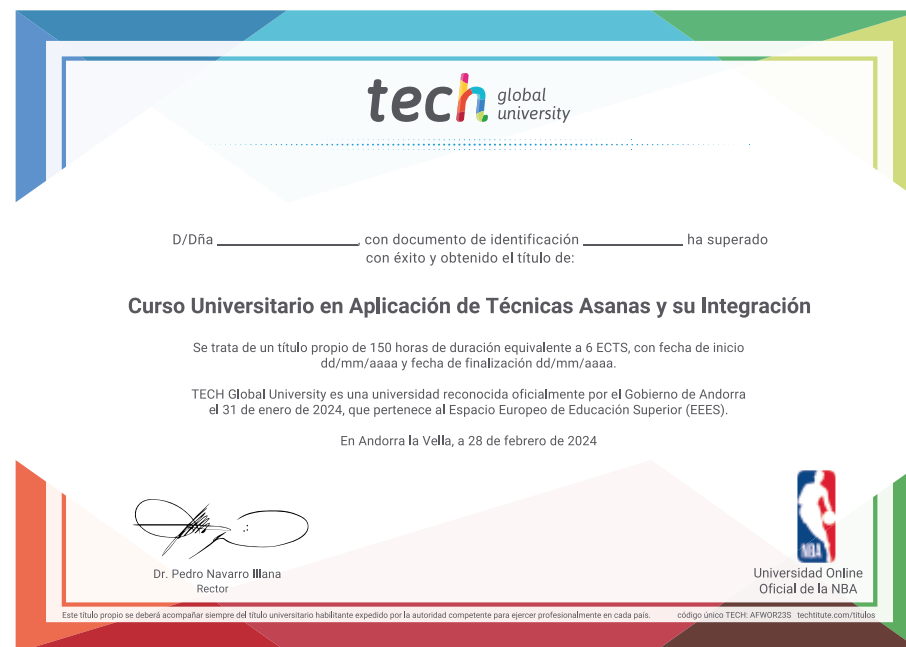 tech global university
D/Dña ____________, con documento de identificación ____________ ha superado
con éxito y obtenido el título de:
Curso Universitario en Aplicación de Técnicas Asanas y su Integración
Se trata de un título propio de 150 horas de duración equivalente a 6 ECTS, con fecha de inicio
dd/mm/aaaa y fecha de finalización dd/mm/aaaa.
TECH Global University es una universidad reconocida oficialmente por el Gobierno de Andorra
el 31 de enero de 2024, que pertenece al Espacio Europeo de Educación Superior (EEES).
En Andorra la Vella, a 28 de febrero de 2024
Dr. Pedro Navarro Illana
Rector
NBA
Universidad Online
Oficial de la NBA
Este título propio se deberá acompañar siempre del título universitario habilitante expedido por la autoridad competente para ejercer profesionalmente en cada país. código único TECH: AFWOR23S techtitute.com/titulos